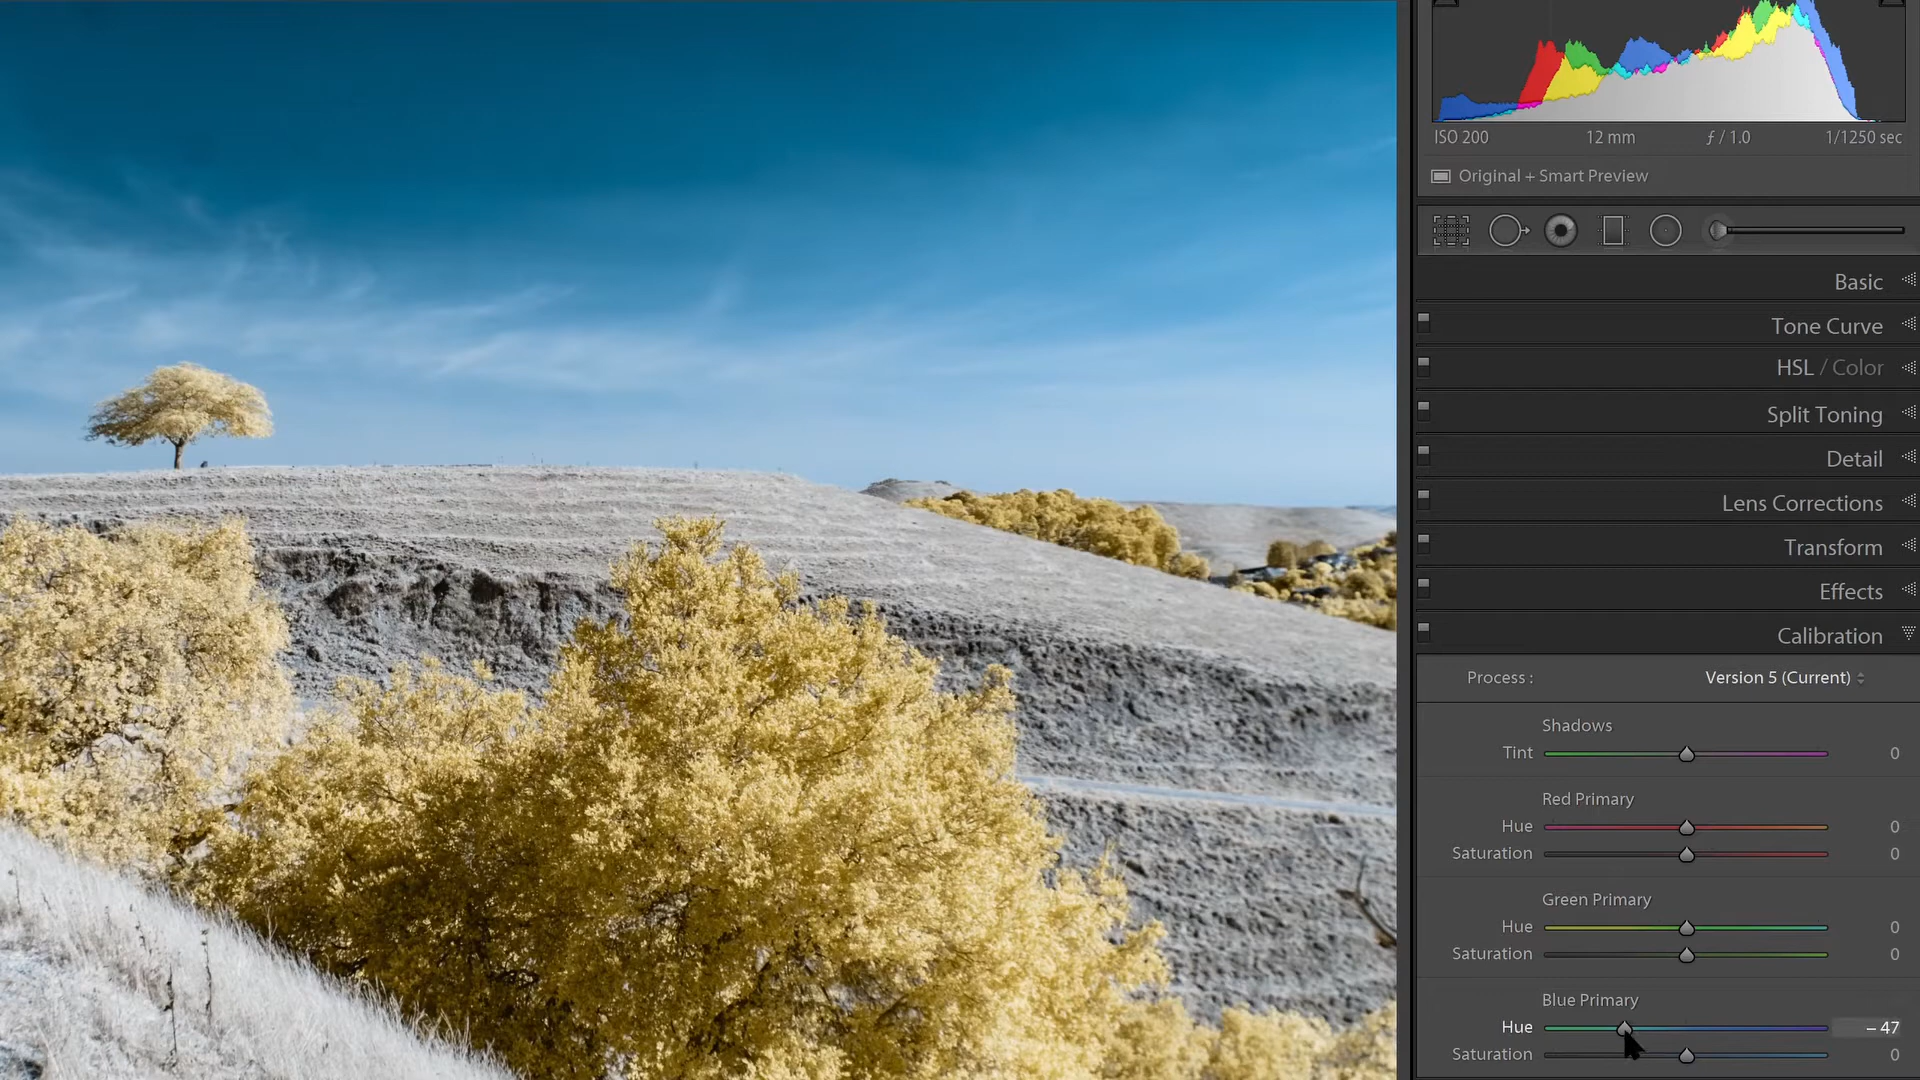 ISO 200 12 mm ƒ / 1.0 1/1250 sec
Original + Smart Preview
Basic
Tone Curve
HSL / Color
Split Toning
Detail
Lens Corrections
Transform
Effects
Calibration
Process : Version 5 (Current)
Shadows
Tint 0
Red Primary
Hue 0
Saturation 0
Green Primary
Hue 0
Saturation 0
Blue Primary
Hue – 47
Saturation 0